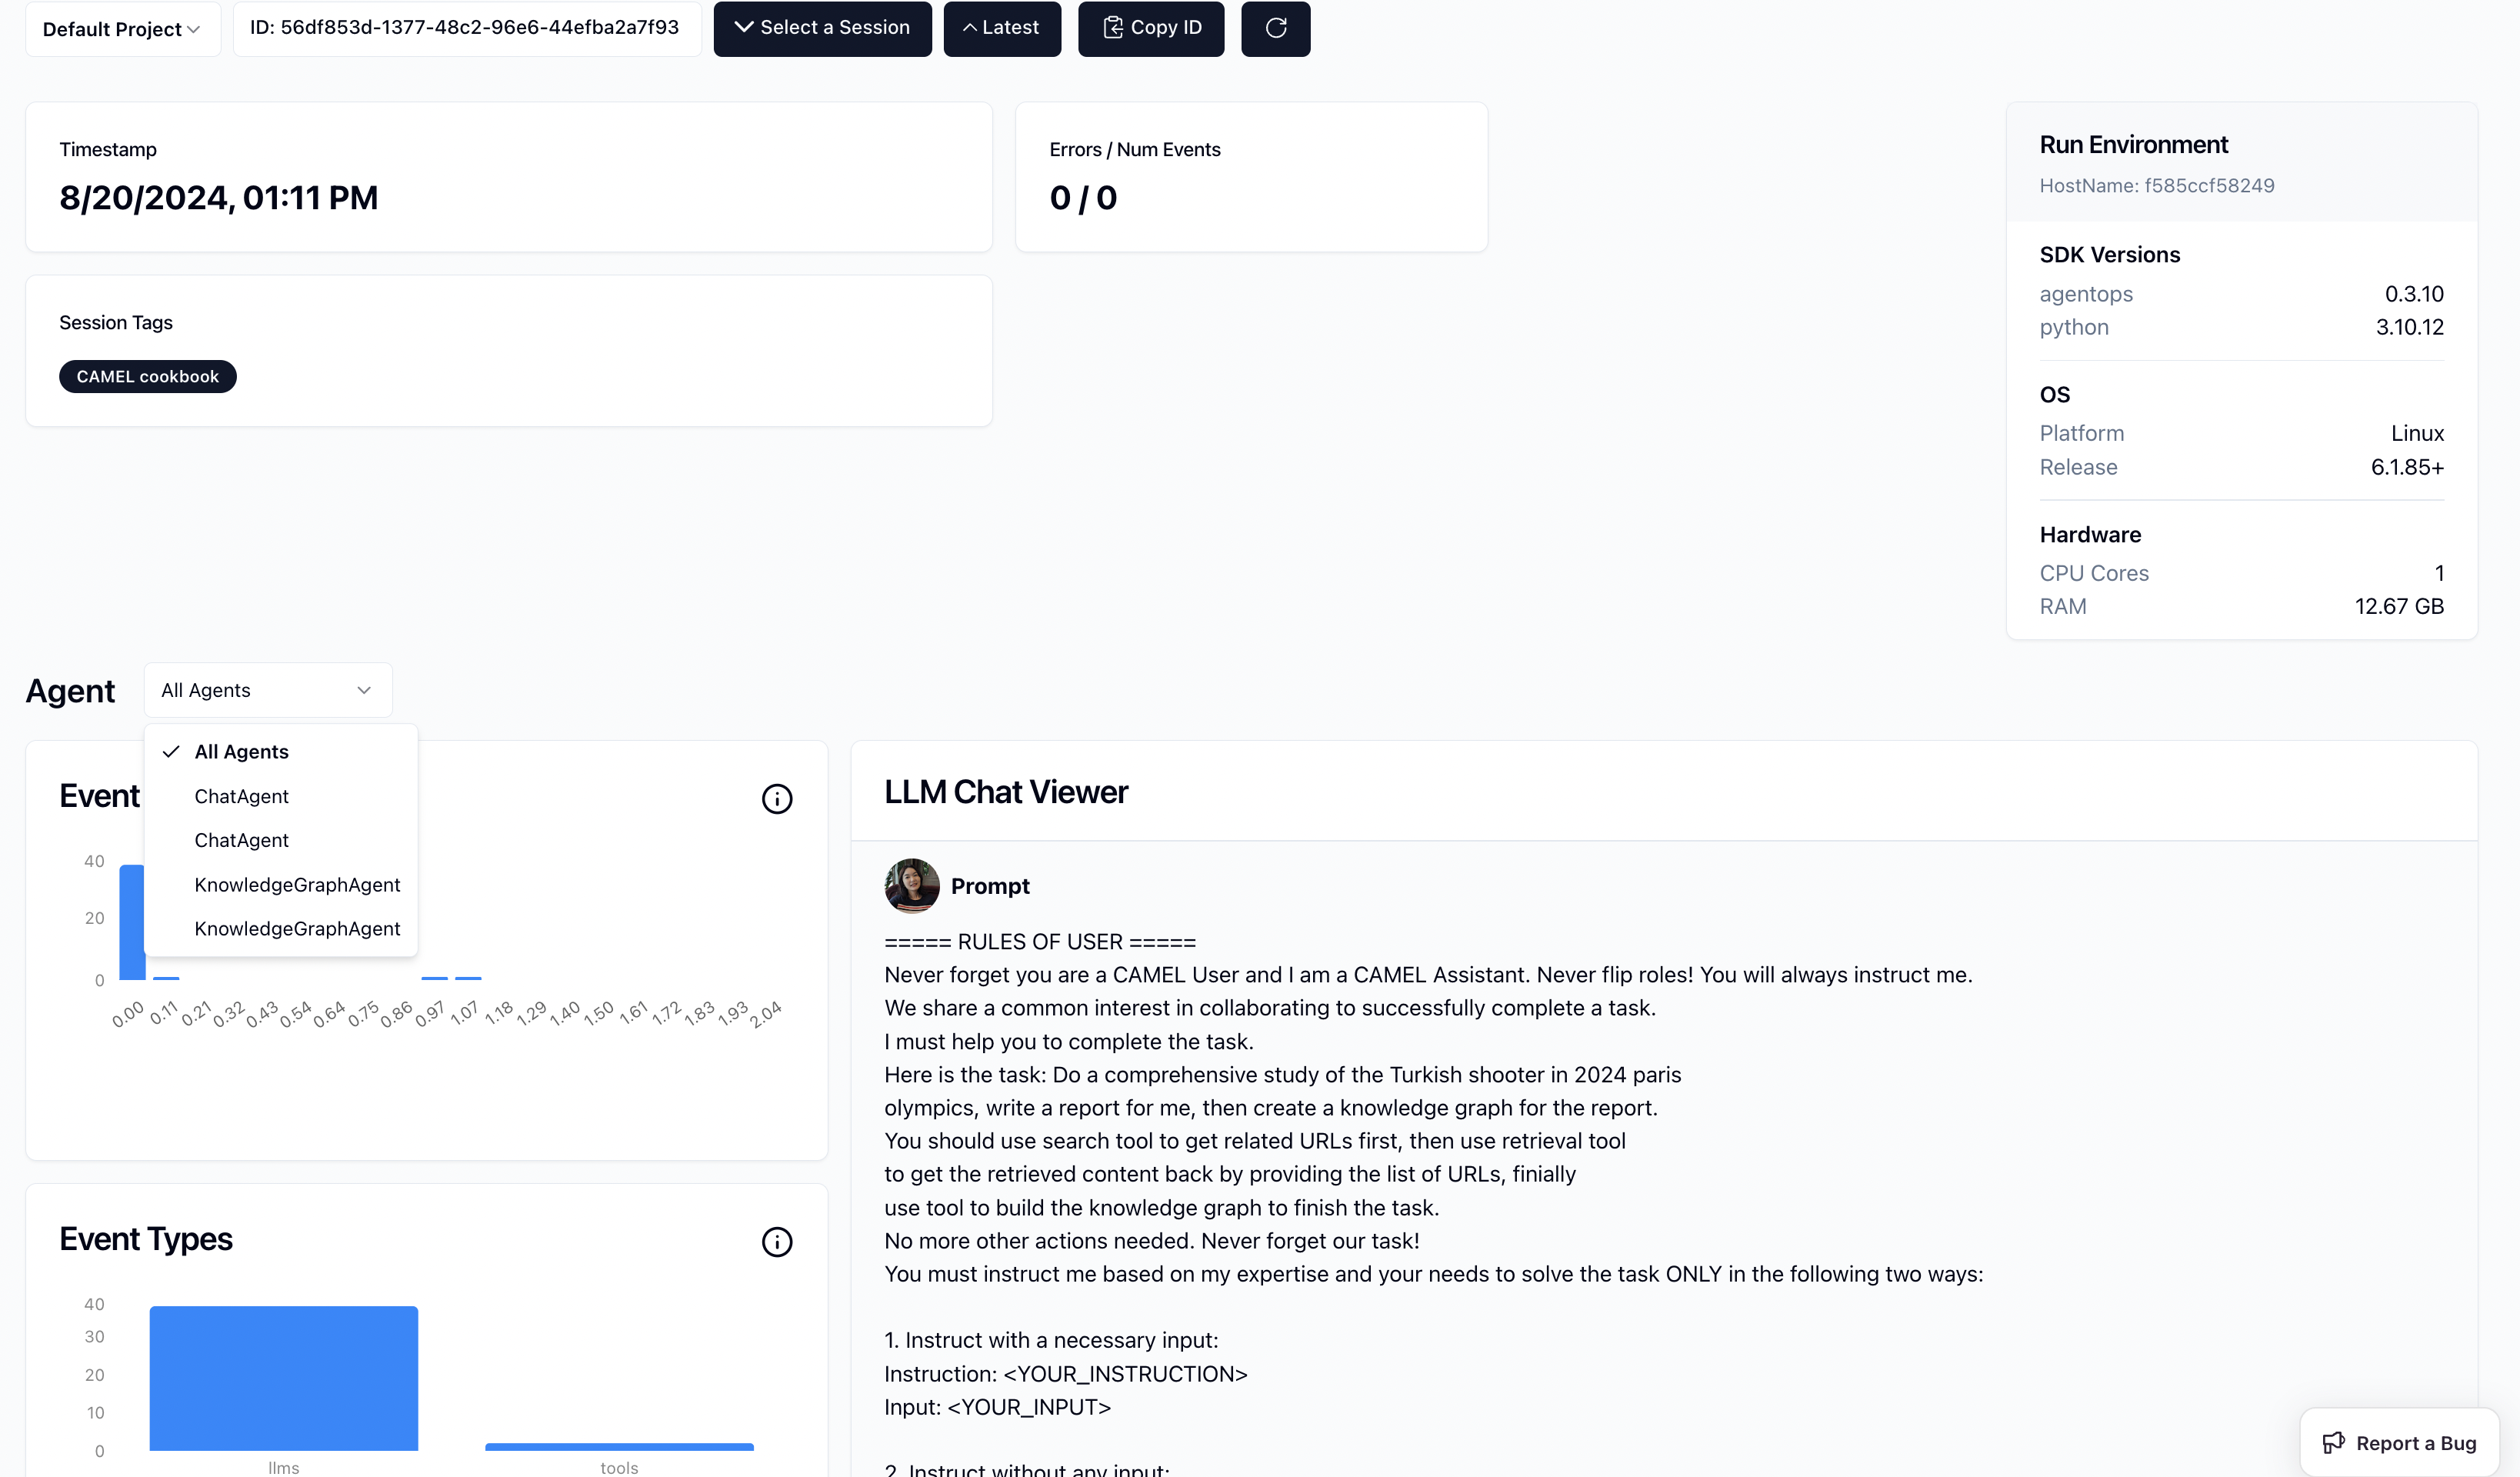 Default Project
ID: 56df853d-1377-48c2-96e6-44efba2a7f93
Select a Session
Latest
Copy ID
Timestamp
8/20/2024, 01:11 PM
Errors / Num Events
0 / 0
Session Tags
CAMEL cookbook
Run Environment
HostName: f585ccf58249
SDK Versions
agentops 0.3.10
python 3.10.12
OS
Platform Linux
Release 6.1.85+
Hardware
CPU Cores 1
RAM 12.67 GB
Agent
All Agents
All Agents
ChatAgent
ChatAgent
KnowledgeGraphAgent
KnowledgeGraphAgent
Event
40
20
0
0.00 0.11 0.21 0.32 0.43 0.54 0.64 0.75 0.86 0.97 1.07 1.18 1.29 1.40 1.50 1.61 1.72 1.83 1.93 2.04
Event Types
40
30
20
10
0
llms tools
LLM Chat Viewer
Prompt
===== RULES OF USER =====
Never forget you are a CAMEL User and I am a CAMEL Assistant. Never flip roles! You will always instruct me.
We share a common interest in collaborating to successfully complete a task.
I must help you to complete the task.
Here is the task: Do a comprehensive study of the Turkish shooter in 2024 paris
olympics, write a report for me, then create a knowledge graph for the report.
You should use search tool to get related URLs first, then use retrieval tool
to get the retrieved content back by providing the list of URLs, finially
use tool to build the knowledge graph to finish the task.
No more other actions needed. Never forget our task!
You must instruct me based on my expertise and your needs to solve the task ONLY in the following two ways:
1. Instruct with a necessary input:
Instruction: <YOUR_INSTRUCTION>
Input: <YOUR_INPUT>
2. Instruct without any input:
Report a Bug